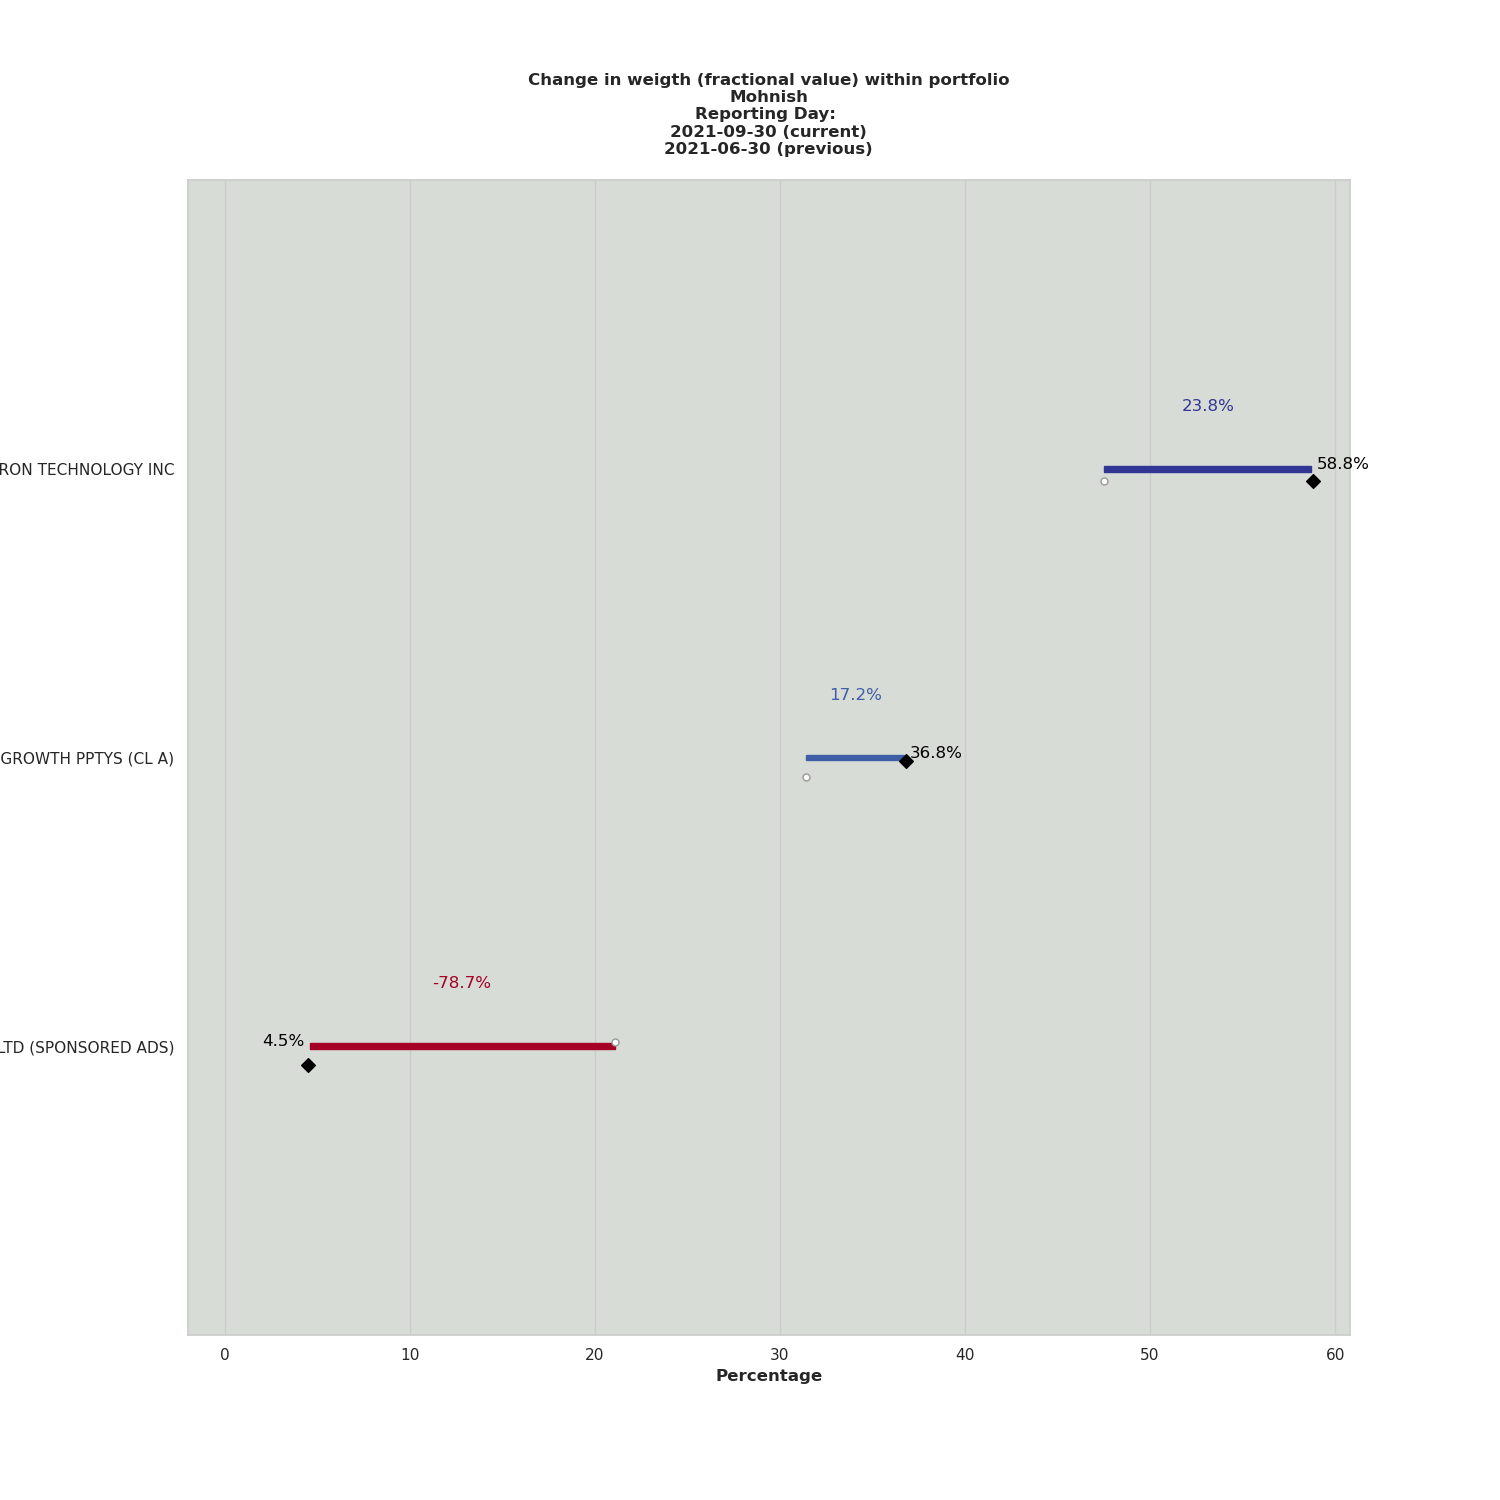 Change in weigth (fractional value) within portfolio
Mohnish
Reporting Day:
2021-09-30 (current)
2021-06-30 (previous)
23.8%
RON TECHNOLOGY INC
58.8%
17.2%
GROWTH PPTYS (CL A)
36.8%
-78.7%
4.5%
LTD (SPONSORED ADS)
0 10 20 30 40 50 60
Percentage